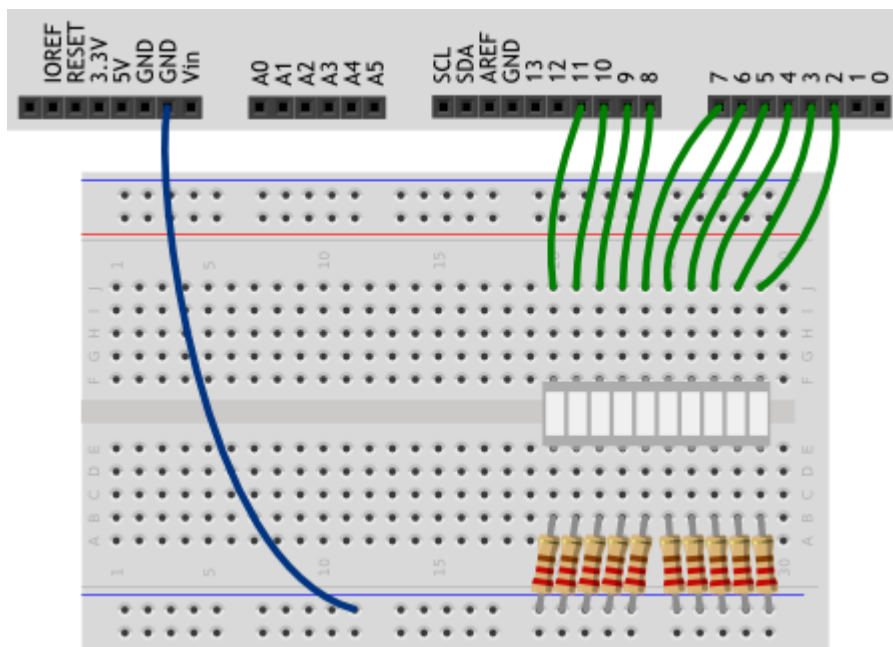 IOREF
RESET
3.3V
5V
GND
GND
Vin
A0
A1
A2
A3
A4
A5
SCL
SDA
AREF
GND
13
12
11
10
9
8
7
6
5
4
3
2
1
0
1
5
10
15
J
J
I
I
H
H
G
G
F
F
E
E
D
D
C
C
B
B
A
A
1
5
10
15
30